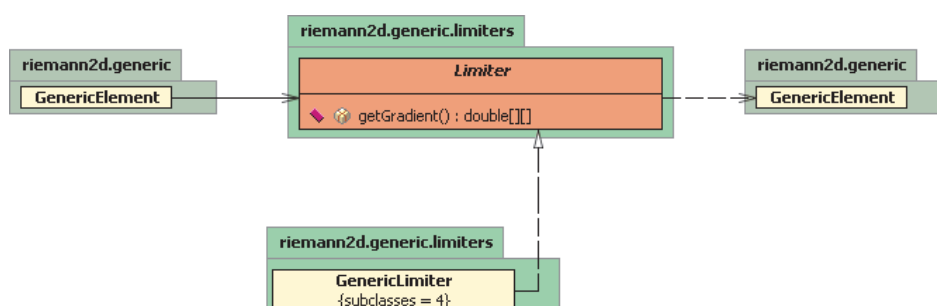 riemann2d.generic.limiters
riemann2d.generic
GenericElement
Limiter
getGradient() : double[][]
riemann2d.generic
GenericElement
riemann2d.generic.limiters
GenericLimiter
{subclasses = 4}